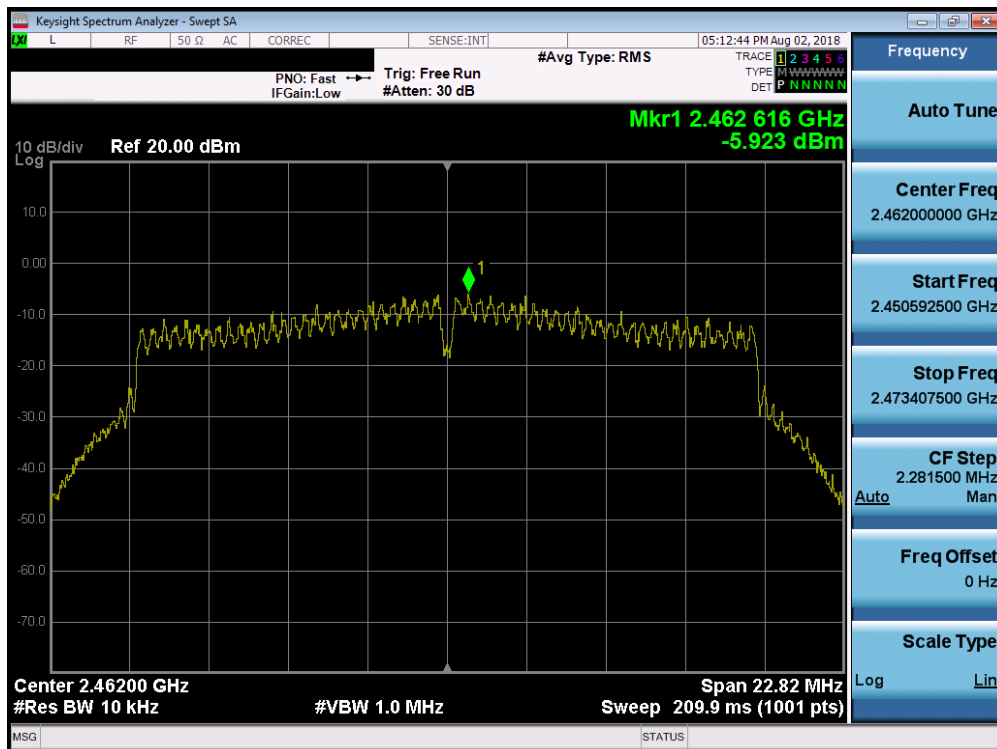 Keysight Spectrum Analyzer - Swept SA
LXI L RF 50 Ω AC CORREC SENSE:INT 05:12:44 PM Aug 02, 2018
#Avg Type: RMS TRACE 1 2 3 4 5 6
PNO: Fast Trig: Free Run TYPE M WWWWW
IFGain:Low #Atten: 30 dB DET P N N N N N
Mkr1 2.462 616 GHz
-5.923 dBm
10 dB/div Ref 20.00 dBm
Log
10.0
0.00
1
-10.0
-20.0
-30.0
-40.0
-50.0
-60.0
-70.0
Center 2.46200 GHz Span 22.82 MHz
#Res BW 10 kHz #VBW 1.0 MHz Sweep 209.9 ms (1001 pts)
MSG STATUS
Frequency
Auto Tune
Center Freq
2.462000000 GHz
Start Freq
2.450592500 GHz
Stop Freq
2.473407500 GHz
CF Step
2.281500 MHz
Auto Man
Freq Offset
0 Hz
Scale Type
Log Lin